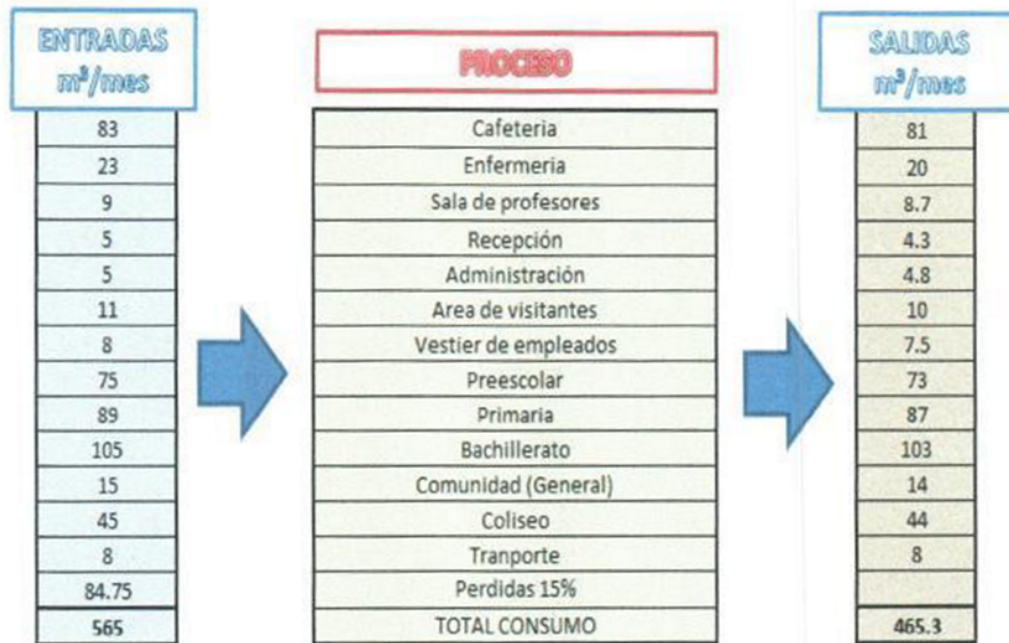 ENTRADAS
m³/mes
PROCESO
SALIDAS
m³/mes
83 Cafeteria 81
23 Enfermeria 20
9 Sala de profesores 8.7
5 Recepción 4.3
5 Administración 4.8
11 Area de visitantes 10
8 Vestier de empleados 7.5
75 Preescolar 73
89 Primaria 87
105 Bachillerato 103
15 Comunidad (General) 14
45 Coliseo 44
8 Tranporte 8
84.75 Perdidas 15%
565 TOTAL CONSUMO 465.3